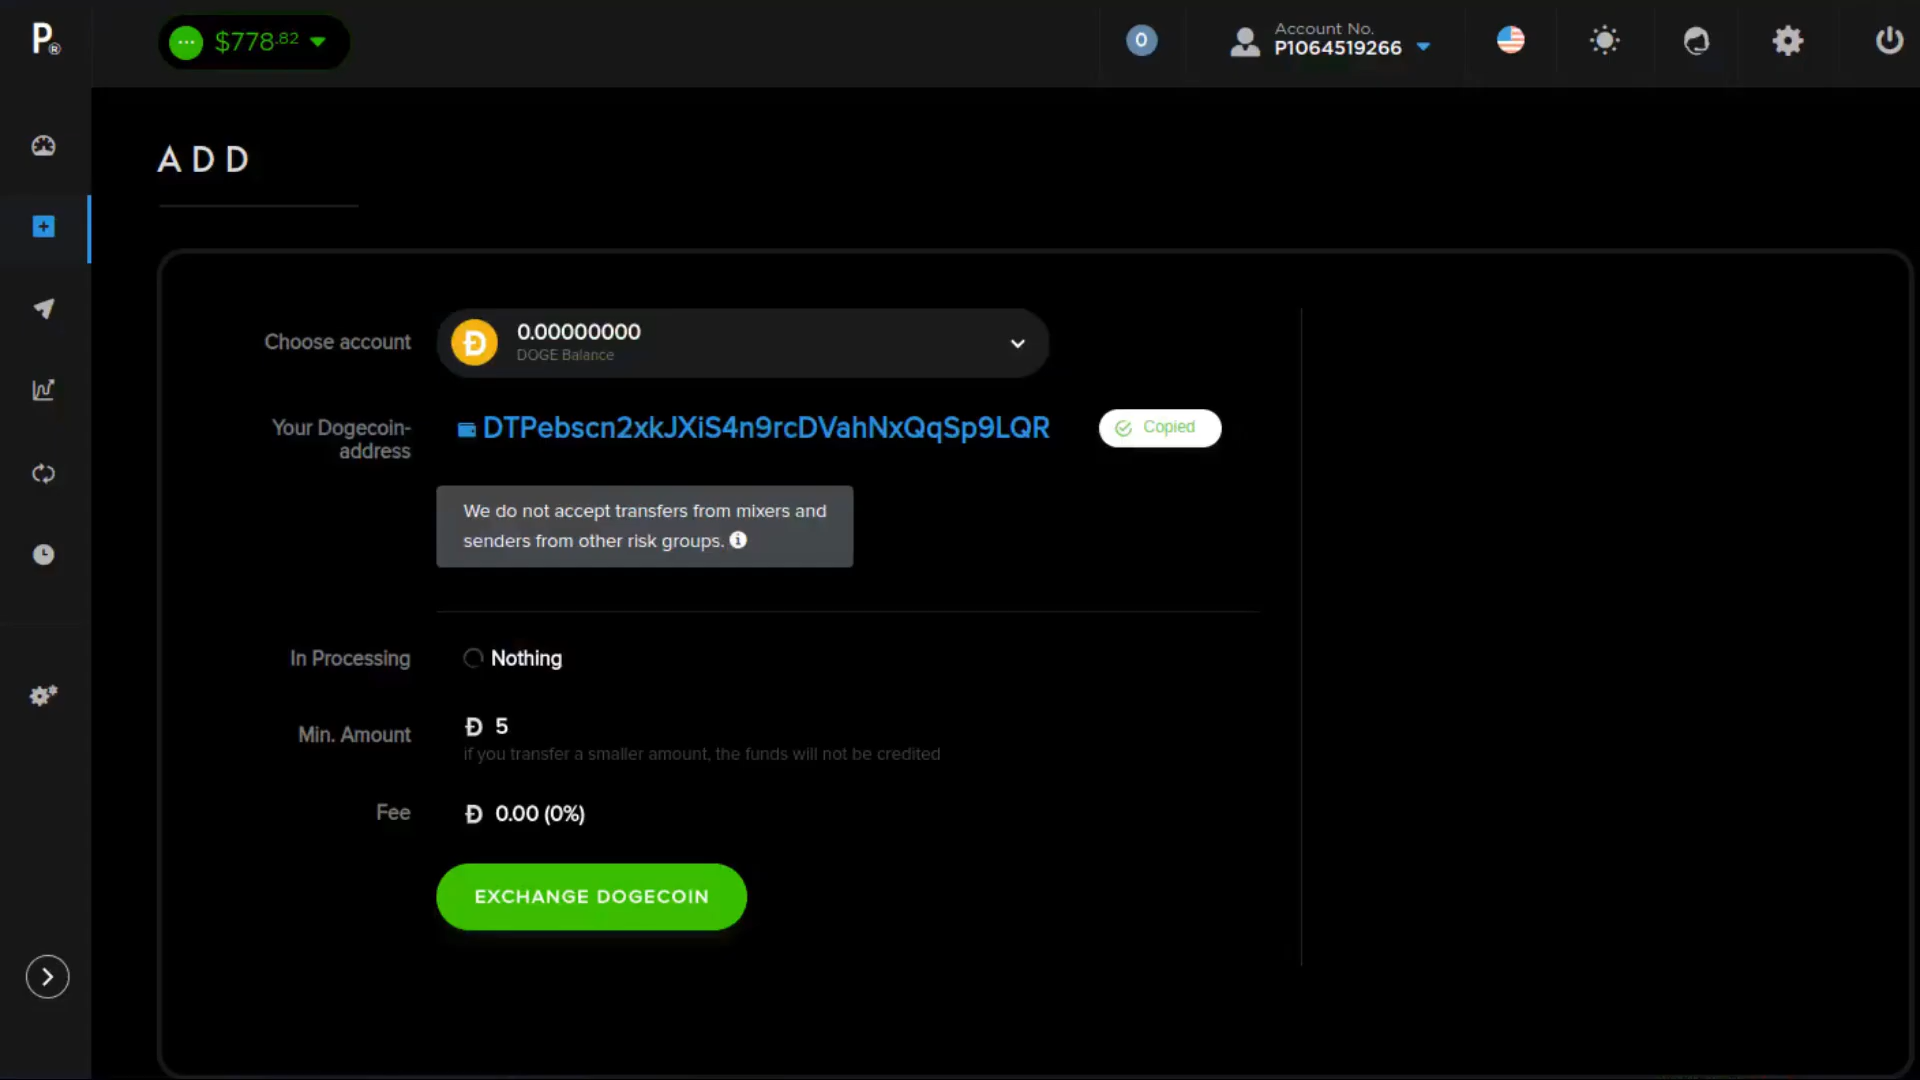 P®
$778.82
0
Account No.
P1064519266
ADD
Choose account
0.00000000
DOGE Balance
Your Dogecoin-
address
DTPebscn2xkJXiS4n9rcDVahNxQqSp9LQR
Copied
We do not accept transfers from mixers and
senders from other risk groups.
In Processing
Nothing
Min. Amount
Ð 5
if you transfer a smaller amount, the funds will not be credited
Fee
Ð 0.00 (0%)
EXCHANGE DOGECOIN